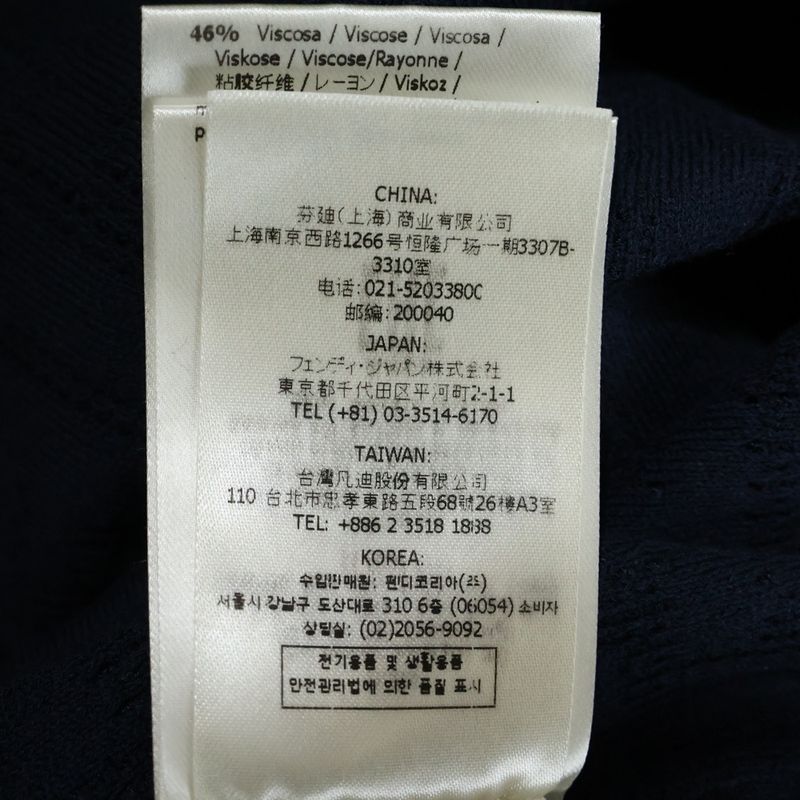 46% Viscosa / Viscose / Viscosa /
Viskose / Viscose/Rayonne /
粘胶纤维 / レーヨン / Viskoz /
CHINA:
芬迪(上海)商业有限公司
上海南京西路1266号恒隆广场一期3307B-
3310室
电话: 021-52033800
邮编: 200040
JAPAN:
フェンディ・ジャパン株式会社
東京都千代田区平河町2-1-1
TEL (+81) 03-3514-6170
TAIWAN:
台灣凡迪股份有限公司
110 台北市忠孝東路五段68號26樓A3室
TEL: +886 2 3518 1888
KOREA:
수입판매원: 펜디코리아(주)
서울시 강남구 도산대로 310 6층 (06054) 소비자
상담실: (02)2056-9092
전기용품 및 생활용품
안전관리법에 의한 품질 표시